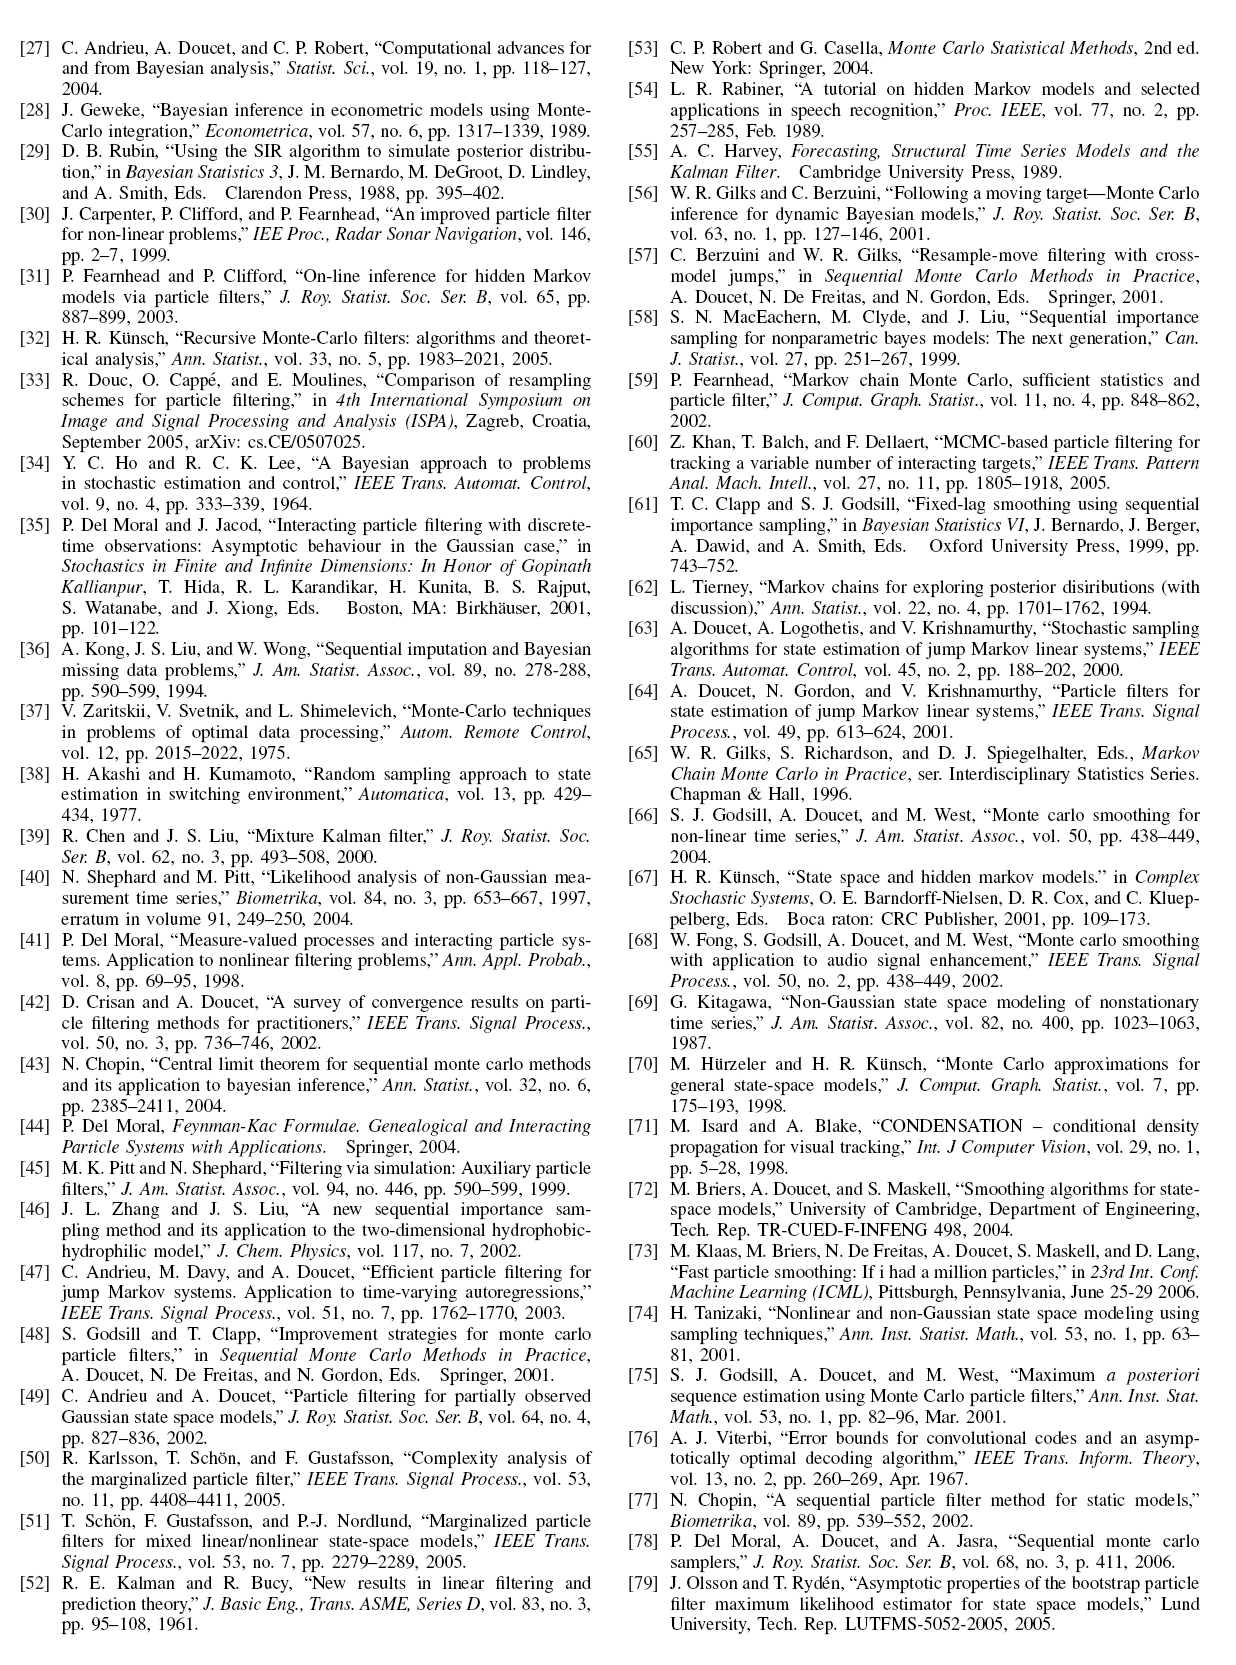 [27] C. Andrieu, A. Doucet, and C. P. Robert, “Computational advances for
and from Bayesian analysis,” Statist. Sci., vol. 19, no. 1, pp. 118–127,
2004.
[28] J. Geweke, “Bayesian inference in econometric models using Monte-
Carlo integration,” Econometrica, vol. 57, no. 6, pp. 1317–1339, 1989.
[29] D. B. Rubin, “Using the SIR algorithm to simulate posterior distribu-
tion,” in Bayesian Statistics 3, J. M. Bernardo, M. DeGroot, D. Lindley,
and A. Smith, Eds. Clarendon Press, 1988, pp. 395–402.
[30] J. Carpenter, P. Clifford, and P. Fearnhead, “An improved particle filter
for non-linear problems,” IEE Proc., Radar Sonar Navigation, vol. 146,
pp. 2–7, 1999.
[31] P. Fearnhead and P. Clifford, “On-line inference for hidden Markov
models via particle filters,” J. Roy. Statist. Soc. Ser. B, vol. 65, pp.
887–899, 2003.
[32] H. R. Künsch, “Recursive Monte-Carlo filters: algorithms and theoret-
ical analysis,” Ann. Statist., vol. 33, no. 5, pp. 1983–2021, 2005.
[33] R. Douc, O. Cappé, and E. Moulines, “Comparison of resampling
schemes for particle filtering,” in 4th International Symposium on
Image and Signal Processing and Analysis (ISPA), Zagreb, Croatia,
September 2005, arXiv: cs.CE/0507025.
[34] Y. C. Ho and R. C. K. Lee, “A Bayesian approach to problems
in stochastic estimation and control,” IEEE Trans. Automat. Control,
vol. 9, no. 4, pp. 333–339, 1964.
[35] P. Del Moral and J. Jacod, “Interacting particle filtering with discrete-
time observations: Asymptotic behaviour in the Gaussian case,” in
Stochastics in Finite and Infinite Dimensions: In Honor of Gopinath
Kallianpur, T. Hida, R. L. Karandikar, H. Kunita, B. S. Rajput,
S. Watanabe, and J. Xiong, Eds. Boston, MA: Birkhäuser, 2001,
pp. 101–122.
[36] A. Kong, J. S. Liu, and W. Wong, “Sequential imputation and Bayesian
missing data problems,” J. Am. Statist. Assoc., vol. 89, no. 278-288,
pp. 590–599, 1994.
[37] V. Zaritskii, V. Svetnik, and L. Shimelevich, “Monte-Carlo techniques
in problems of optimal data processing,” Autom. Remote Control,
vol. 12, pp. 2015–2022, 1975.
[38] H. Akashi and H. Kumamoto, “Random sampling approach to state
estimation in switching environment,” Automatica, vol. 13, pp. 429–
434, 1977.
[39] R. Chen and J. S. Liu, “Mixture Kalman filter,” J. Roy. Statist. Soc.
Ser. B, vol. 62, no. 3, pp. 493–508, 2000.
[40] N. Shephard and M. Pitt, “Likelihood analysis of non-Gaussian mea-
surement time series,” Biometrika, vol. 84, no. 3, pp. 653–667, 1997,
erratum in volume 91, 249–250, 2004.
[41] P. Del Moral, “Measure-valued processes and interacting particle sys-
tems. Application to nonlinear filtering problems,” Ann. Appl. Probab.,
vol. 8, pp. 69–95, 1998.
[42] D. Crisan and A. Doucet, “A survey of convergence results on parti-
cle filtering methods for practitioners,” IEEE Trans. Signal Process.,
vol. 50, no. 3, pp. 736–746, 2002.
[43] N. Chopin, “Central limit theorem for sequential monte carlo methods
and its application to bayesian inference,” Ann. Statist., vol. 32, no. 6,
pp. 2385–2411, 2004.
[44] P. Del Moral, Feynman-Kac Formulae. Genealogical and Interacting
Particle Systems with Applications. Springer, 2004.
[45] M. K. Pitt and N. Shephard, “Filtering via simulation: Auxiliary particle
filters,” J. Am. Statist. Assoc., vol. 94, no. 446, pp. 590–599, 1999.
[46] J. L. Zhang and J. S. Liu, “A new sequential importance sam-
pling method and its application to the two-dimensional hydrophobic-
hydrophilic model,” J. Chem. Physics, vol. 117, no. 7, 2002.
[47] C. Andrieu, M. Davy, and A. Doucet, “Efficient particle filtering for
jump Markov systems. Application to time-varying autoregressions,”
IEEE Trans. Signal Process., vol. 51, no. 7, pp. 1762–1770, 2003.
[48] S. Godsill and T. Clapp, “Improvement strategies for monte carlo
particle filters,” in Sequential Monte Carlo Methods in Practice,
A. Doucet, N. De Freitas, and N. Gordon, Eds. Springer, 2001.
[49] C. Andrieu and A. Doucet, “Particle filtering for partially observed
Gaussian state space models,” J. Roy. Statist. Soc. Ser. B, vol. 64, no. 4,
pp. 827–836, 2002.
[50] R. Karlsson, T. Schön, and F. Gustafsson, “Complexity analysis of
the marginalized particle filter,” IEEE Trans. Signal Process., vol. 53,
no. 11, pp. 4408–4411, 2005.
[51] T. Schön, F. Gustafsson, and P.-J. Nordlund, “Marginalized particle
filters for mixed linear/nonlinear state-space models,” IEEE Trans.
Signal Process., vol. 53, no. 7, pp. 2279–2289, 2005.
[52] R. E. Kalman and R. Bucy, “New results in linear filtering and
prediction theory,” J. Basic Eng., Trans. ASME, Series D, vol. 83, no. 3,
pp. 95–108, 1961.
[53] C. P. Robert and G. Casella, Monte Carlo Statistical Methods, 2nd ed.
New York: Springer, 2004.
[54] L. R. Rabiner, “A tutorial on hidden Markov models and selected
applications in speech recognition,” Proc. IEEE, vol. 77, no. 2, pp.
257–285, Feb. 1989.
[55] A. C. Harvey, Forecasting, Structural Time Series Models and the
Kalman Filter. Cambridge University Press, 1989.
[56] W. R. Gilks and C. Berzuini, “Following a moving target—Monte Carlo
inference for dynamic Bayesian models,” J. Roy. Statist. Soc. Ser. B,
vol. 63, no. 1, pp. 127–146, 2001.
[57] C. Berzuini and W. R. Gilks, “Resample-move filtering with cross-
model jumps,” in Sequential Monte Carlo Methods in Practice,
A. Doucet, N. De Freitas, and N. Gordon, Eds. Springer, 2001.
[58] S. N. MacEachern, M. Clyde, and J. Liu, “Sequential importance
sampling for nonparametric bayes models: The next generation,” Can.
J. Statist., vol. 27, pp. 251–267, 1999.
[59] P. Fearnhead, “Markov chain Monte Carlo, sufficient statistics and
particle filter,” J. Comput. Graph. Statist., vol. 11, no. 4, pp. 848–862,
2002.
[60] Z. Khan, T. Balch, and F. Dellaert, “MCMC-based particle filtering for
tracking a variable number of interacting targets,” IEEE Trans. Pattern
Anal. Mach. Intell., vol. 27, no. 11, pp. 1805–1918, 2005.
[61] T. C. Clapp and S. J. Godsill, “Fixed-lag smoothing using sequential
importance sampling,” in Bayesian Statistics VI, J. Bernardo, J. Berger,
A. Dawid, and A. Smith, Eds. Oxford University Press, 1999, pp.
743–752.
[62] L. Tierney, “Markov chains for exploring posterior disiributions (with
discussion),” Ann. Statist., vol. 22, no. 4, pp. 1701–1762, 1994.
[63] A. Doucet, A. Logothetis, and V. Krishnamurthy, “Stochastic sampling
algorithms for state estimation of jump Markov linear systems,” IEEE
Trans. Automat. Control, vol. 45, no. 2, pp. 188–202, 2000.
[64] A. Doucet, N. Gordon, and V. Krishnamurthy, “Particle filters for
state estimation of jump Markov linear systems,” IEEE Trans. Signal
Process., vol. 49, pp. 613–624, 2001.
[65] W. R. Gilks, S. Richardson, and D. J. Spiegelhalter, Eds., Markov
Chain Monte Carlo in Practice, ser. Interdisciplinary Statistics Series.
Chapman & Hall, 1996.
[66] S. J. Godsill, A. Doucet, and M. West, “Monte carlo smoothing for
non-linear time series,” J. Am. Statist. Assoc., vol. 50, pp. 438–449,
2004.
[67] H. R. Künsch, “State space and hidden markov models.” in Complex
Stochastic Systems, O. E. Barndorff-Nielsen, D. R. Cox, and C. Kluep-
pelberg, Eds. Boca raton: CRC Publisher, 2001, pp. 109–173.
[68] W. Fong, S. Godsill, A. Doucet, and M. West, “Monte carlo smoothing
with application to audio signal enhancement,” IEEE Trans. Signal
Process., vol. 50, no. 2, pp. 438–449, 2002.
[69] G. Kitagawa, “Non-Gaussian state space modeling of nonstationary
time series,” J. Am. Statist. Assoc., vol. 82, no. 400, pp. 1023–1063,
1987.
[70] M. Hürzeler and H. R. Künsch, “Monte Carlo approximations for
general state-space models,” J. Comput. Graph. Statist., vol. 7, pp.
175–193, 1998.
[71] M. Isard and A. Blake, “CONDENSATION – conditional density
propagation for visual tracking,” Int. J Computer Vision, vol. 29, no. 1,
pp. 5–28, 1998.
[72] M. Briers, A. Doucet, and S. Maskell, “Smoothing algorithms for state-
space models,” University of Cambridge, Department of Engineering,
Tech. Rep. TR-CUED-F-INFENG 498, 2004.
[73] M. Klaas, M. Briers, N. De Freitas, A. Doucet, S. Maskell, and D. Lang,
“Fast particle smoothing: If i had a million particles,” in 23rd Int. Conf.
Machine Learning (ICML), Pittsburgh, Pennsylvania, June 25-29 2006.
[74] H. Tanizaki, “Nonlinear and non-Gaussian state space modeling using
sampling techniques,” Ann. Inst. Statist. Math., vol. 53, no. 1, pp. 63–
81, 2001.
[75] S. J. Godsill, A. Doucet, and M. West, “Maximum a posteriori
sequence estimation using Monte Carlo particle filters,” Ann. Inst. Stat.
Math., vol. 53, no. 1, pp. 82–96, Mar. 2001.
[76] A. J. Viterbi, “Error bounds for convolutional codes and an asymp-
totically optimal decoding algorithm,” IEEE Trans. Inform. Theory,
vol. 13, no. 2, pp. 260–269, Apr. 1967.
[77] N. Chopin, “A sequential particle filter method for static models,”
Biometrika, vol. 89, pp. 539–552, 2002.
[78] P. Del Moral, A. Doucet, and A. Jasra, “Sequential monte carlo
samplers,” J. Roy. Statist. Soc. Ser. B, vol. 68, no. 3, p. 411, 2006.
[79] J. Olsson and T. Rydén, “Asymptotic properties of the bootstrap particle
filter maximum likelihood estimator for state space models,” Lund
University, Tech. Rep. LUTFMS-5052-2005, 2005.